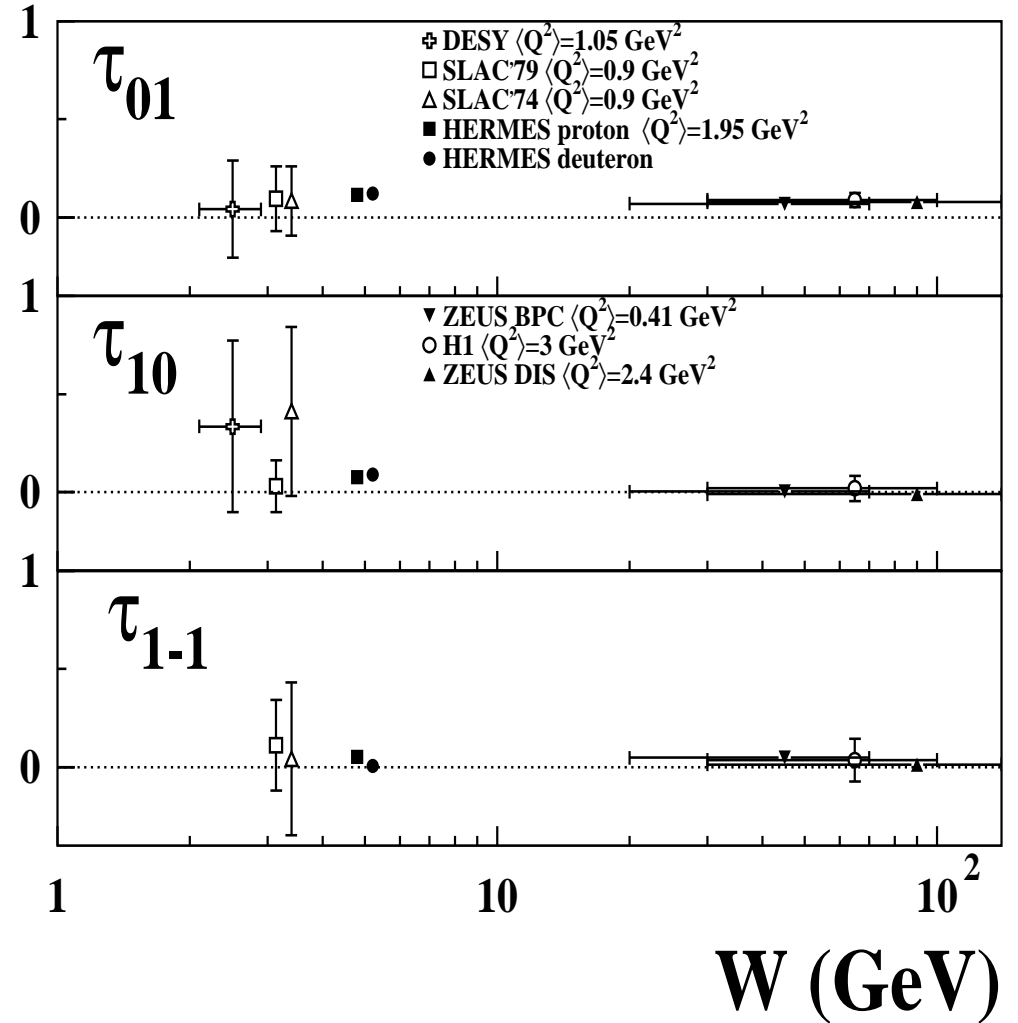 1
τ01
DESY ⟨Q²⟩=1.05 GeV²
SLAC'79 ⟨Q²⟩=0.9 GeV²
SLAC'74 ⟨Q²⟩=0.9 GeV²
HERMES proton ⟨Q²⟩=1.95 GeV²
HERMES deuteron
0
1
τ10
ZEUS BPC ⟨Q²⟩=0.41 GeV²
H1 ⟨Q²⟩=3 GeV²
ZEUS DIS ⟨Q²⟩=2.4 GeV²
0
1
τ1-1
0
1 10 10²
W (GeV)